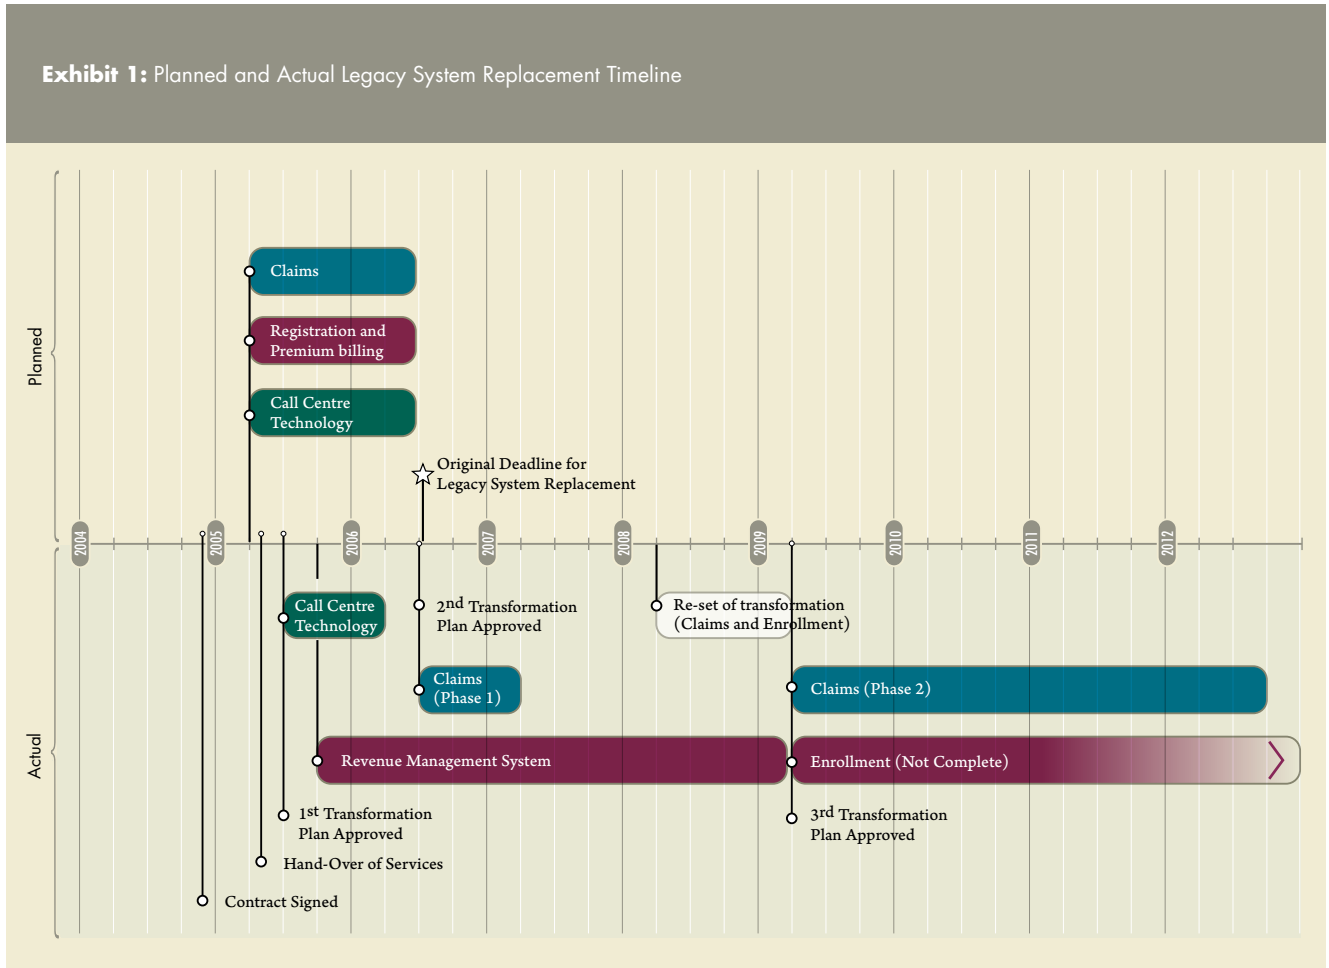 Exhibit 1: Planned and Actual Legacy System Replacement Timeline
Planned
Claims
Registration and
Premium billing
Call Centre
Technology
Original Deadline for
Legacy System Replacement
2004
2005
2006
2007
2008
2009
2010
2011
2012
Actual
Call Centre
Technology
2nd Transformation
Plan Approved
Re-set of transformation
(Claims and Enrollment)
Claims
(Phase 1)
Claims (Phase 2)
Revenue Management System
Enrollment (Not Complete)
1st Transformation
Plan Approved
3rd Transformation
Plan Approved
Hand-Over of Services
Contract Signed